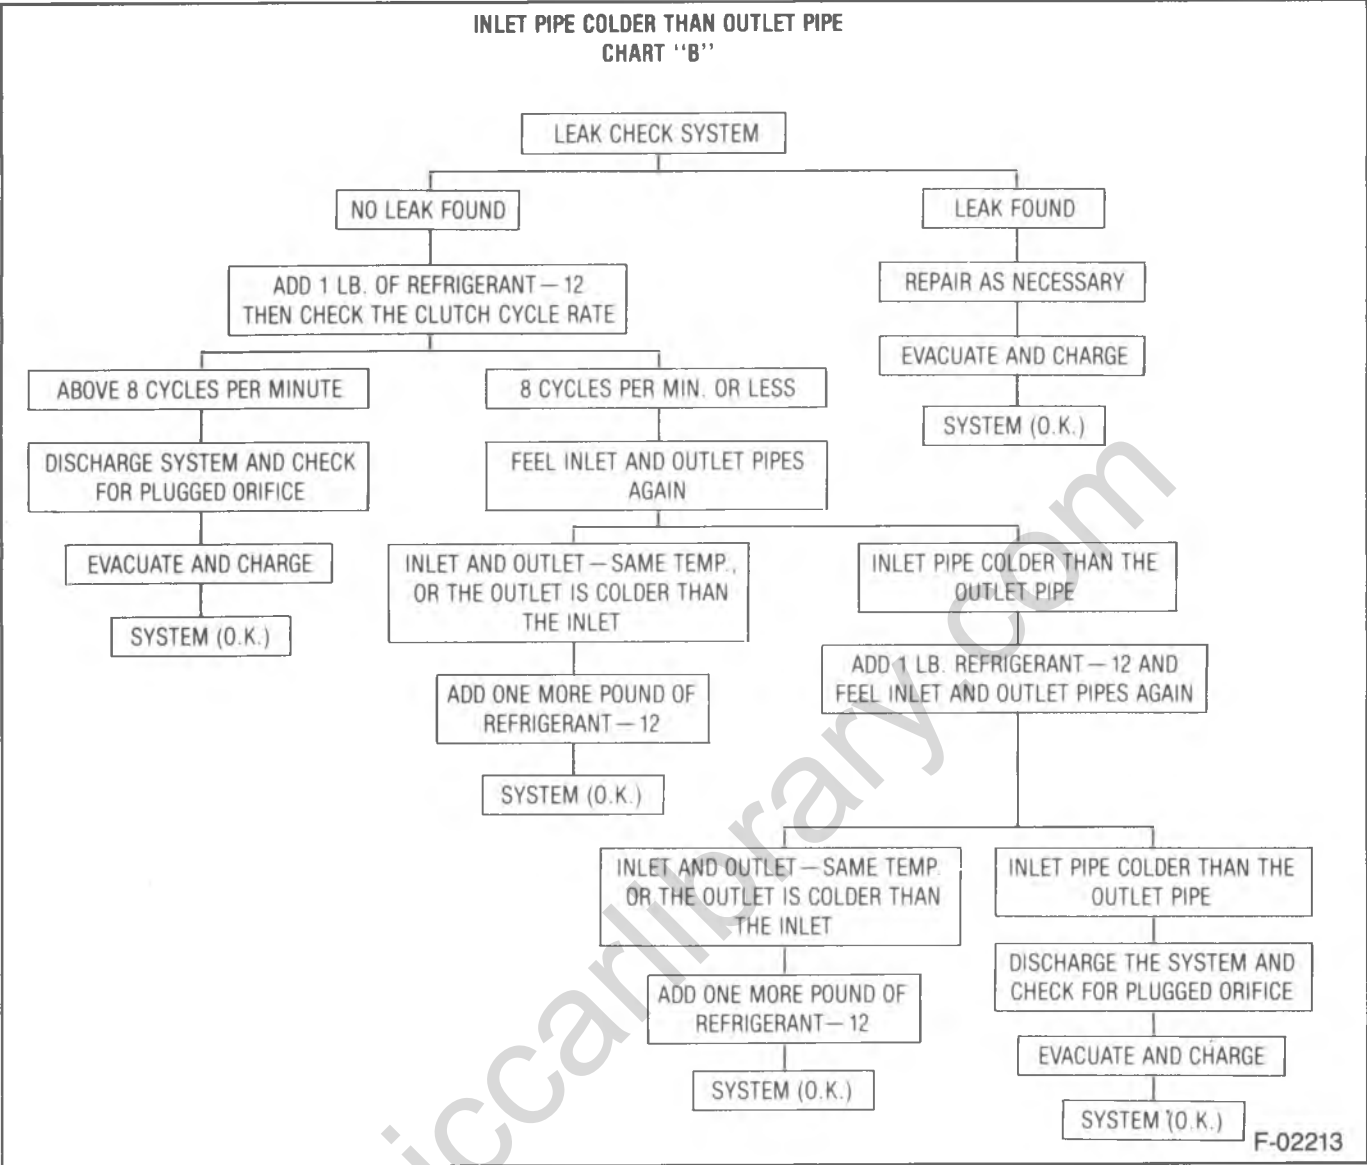 INLET PIPE COLDER THAN OUTLET PIPE
CHART "B"
LEAK CHECK SYSTEM
NO LEAK FOUND
LEAK FOUND
ADD 1 LB. OF REFRIGERANT — 12
THEN CHECK THE CLUTCH CYCLE RATE
REPAIR AS NECESSARY
EVACUATE AND CHARGE
SYSTEM (O.K.)
ABOVE 8 CYCLES PER MINUTE
8 CYCLES PER MIN. OR LESS
DISCHARGE SYSTEM AND CHECK
FOR PLUGGED ORIFICE
FEEL INLET AND OUTLET PIPES
AGAIN
EVACUATE AND CHARGE
SYSTEM (O.K.)
INLET AND OUTLET — SAME TEMP.,
OR THE OUTLET IS COLDER THAN
THE INLET
INLET PIPE COLDER THAN THE
OUTLET PIPE
ADD ONE MORE POUND OF
REFRIGERANT — 12
SYSTEM (O.K.)
ADD 1 LB. REFRIGERANT — 12 AND
FEEL INLET AND OUTLET PIPES AGAIN
INLET AND OUTLET — SAME TEMP
OR THE OUTLET IS COLDER THAN
THE INLET
INLET PIPE COLDER THAN THE
OUTLET PIPE
ADD ONE MORE POUND OF
REFRIGERANT — 12
SYSTEM (O.K.)
DISCHARGE THE SYSTEM AND
CHECK FOR PLUGGED ORIFICE
EVACUATE AND CHARGE
SYSTEM (O.K.)
F-02213
iccarlibrary.com